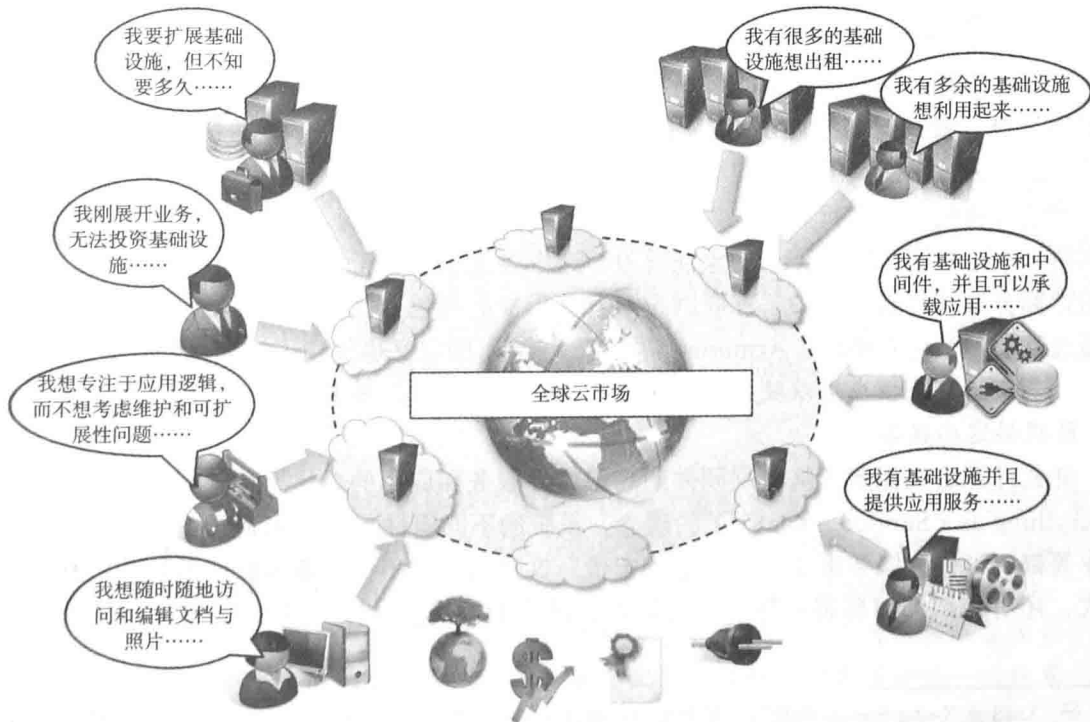 我要扩展基础
设施，但不知
要多久……
我有很多的基础
设施想出租……
我有多余的基础设施
想利用起来……
我刚展开业务，
无法投资基础设
施……
我有基础设施和中
间件，并且可以承
载应用……
全球云市场
我想专注于应用逻辑，
而不想考虑维护和可扩
展性问题……
我有基础设施并且
提供应用服务……
我想随时随地访
问和编辑文档与
照片……